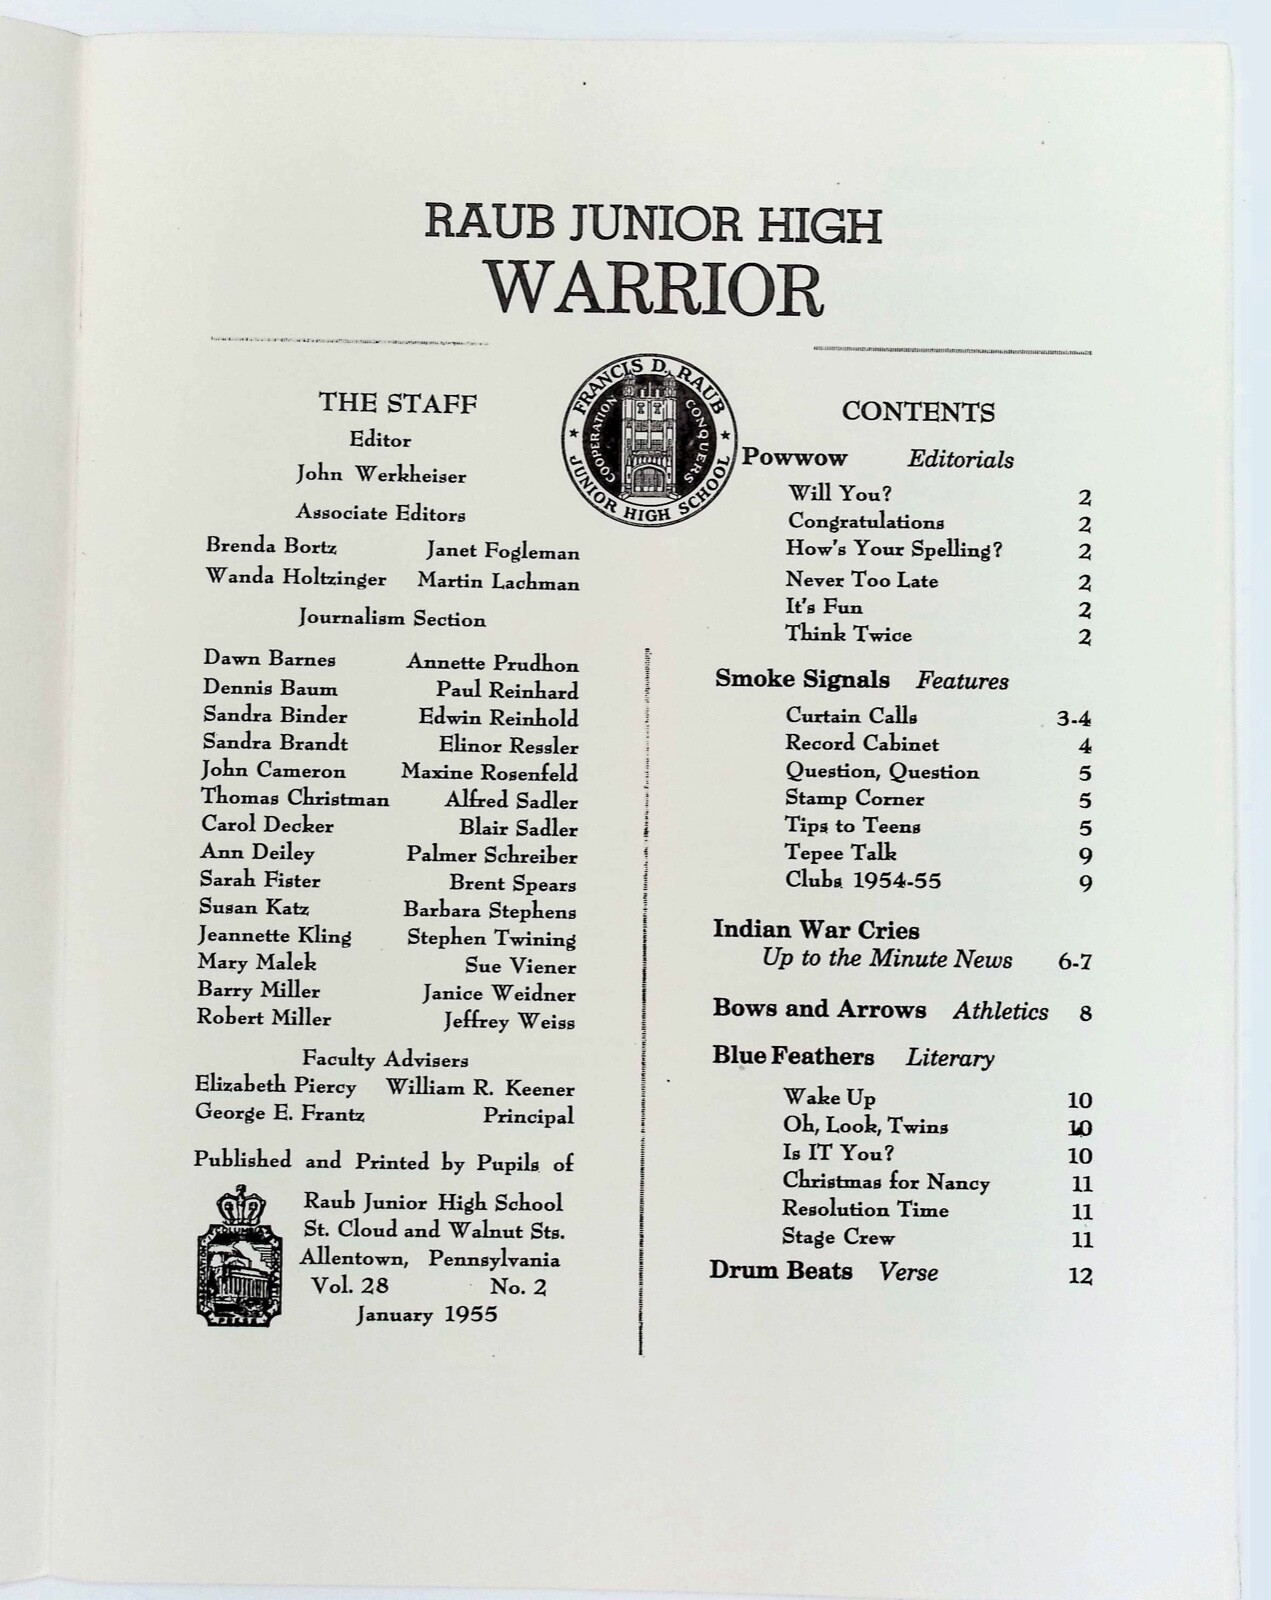 RAUB JUNIOR HIGH
WARRIOR
FRANCIS D. RAUB
JUNIOR HIGH SCHOOL
COOPERATION CONQUERS
THE STAFF
Editor
John Werkheiser
Associate Editors
Brenda Bortz Janet Fogleman
Wanda Holtzinger Martin Lachman
Journalism Section
Dawn Barnes Annette Prudhon
Dennis Baum Paul Reinhard
Sandra Binder Edwin Reinhold
Sandra Brandt Elinor Ressler
John Cameron Maxine Rosenfeld
Thomas Christman Alfred Sadler
Carol Decker Blair Sadler
Ann Deiley Palmer Schreiber
Sarah Fister Brent Spears
Susan Katz Barbara Stephens
Jeannette Kling Stephen Twining
Mary Malek Sue Viener
Barry Miller Janice Weidner
Robert Miller Jeffrey Weiss
Faculty Advisers
Elizabeth Piercy William R. Keener
George E. Frantz Principal
Published and Printed by Pupils of
Raub Junior High School
St. Cloud and Walnut Sts.
Allentown, Pennsylvania
Vol. 28 No. 2
January 1955
COLUMBIA
SCHOLASTIC
PRESS
ASSOCIATION
CONTENTS
Powwow Editorials
Will You? 2
Congratulations 2
How's Your Spelling? 2
Never Too Late 2
It's Fun 2
Think Twice 2
Smoke Signals Features
Curtain Calls 3-4
Record Cabinet 4
Question, Question 5
Stamp Corner 5
Tips to Teens 5
Tepee Talk 9
Clubs 1954-55 9
Indian War Cries
Up to the Minute News 6-7
Bows and Arrows Athletics 8
Blue Feathers Literary
Wake Up 10
Oh, Look, Twins 10
Is IT You? 10
Christmas for Nancy 11
Resolution Time 11
Stage Crew 11
Drum Beats Verse 12